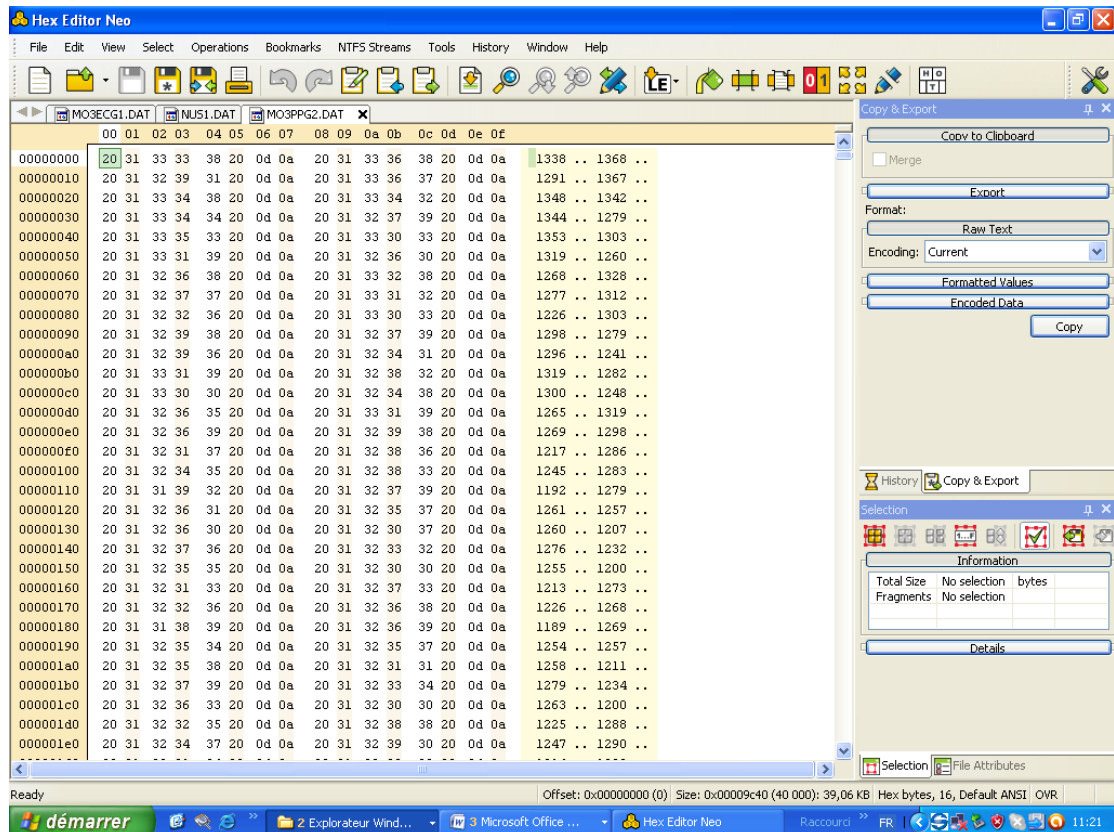 Hex Editor Neo
File Edit View Select Operations Bookmarks NTFS Streams Tools History Window Help
MO3ECG1.DAT NUS1.DAT MO3PPG2.DAT
00 01 02 03 04 05 06 07 08 09 0a 0b 0c 0d 0e 0f
00000000 20 31 33 33 38 20 0d 0a 20 31 33 36 38 20 0d 0a 1338 .. 1368 ..
00000010 20 31 32 39 31 20 0d 0a 20 31 33 36 37 20 0d 0a 1291 .. 1367 ..
00000020 20 31 33 34 38 20 0d 0a 20 31 33 34 32 20 0d 0a 1348 .. 1342 ..
00000030 20 31 33 34 34 20 0d 0a 20 31 32 37 39 20 0d 0a 1344 .. 1279 ..
00000040 20 31 33 35 33 20 0d 0a 20 31 33 30 33 20 0d 0a 1353 .. 1303 ..
00000050 20 31 33 31 39 20 0d 0a 20 31 32 36 30 20 0d 0a 1319 .. 1260 ..
00000060 20 31 32 36 38 20 0d 0a 20 31 33 32 38 20 0d 0a 1268 .. 1328 ..
00000070 20 31 32 37 37 20 0d 0a 20 31 33 31 32 20 0d 0a 1277 .. 1312 ..
00000080 20 31 32 32 36 20 0d 0a 20 31 33 30 33 20 0d 0a 1226 .. 1303 ..
00000090 20 31 32 39 38 20 0d 0a 20 31 32 37 39 20 0d 0a 1298 .. 1279 ..
000000a0 20 31 32 39 36 20 0d 0a 20 31 32 34 31 20 0d 0a 1296 .. 1241 ..
000000b0 20 31 33 31 39 20 0d 0a 20 31 32 38 32 20 0d 0a 1319 .. 1282 ..
000000c0 20 31 33 30 30 20 0d 0a 20 31 32 34 38 20 0d 0a 1300 .. 1248 ..
000000d0 20 31 32 36 35 20 0d 0a 20 31 33 31 39 20 0d 0a 1265 .. 1319 ..
000000e0 20 31 32 36 39 20 0d 0a 20 31 32 39 38 20 0d 0a 1269 .. 1298 ..
000000f0 20 31 32 31 37 20 0d 0a 20 31 32 38 36 20 0d 0a 1217 .. 1286 ..
00000100 20 31 32 34 35 20 0d 0a 20 31 32 38 33 20 0d 0a 1245 .. 1283 ..
00000110 20 31 31 39 32 20 0d 0a 20 31 32 37 39 20 0d 0a 1192 .. 1279 ..
00000120 20 31 32 36 31 20 0d 0a 20 31 32 35 37 20 0d 0a 1261 .. 1257 ..
00000130 20 31 32 36 30 20 0d 0a 20 31 32 30 37 20 0d 0a 1260 .. 1207 ..
00000140 20 31 32 37 36 20 0d 0a 20 31 32 33 32 20 0d 0a 1276 .. 1232 ..
00000150 20 31 32 35 35 20 0d 0a 20 31 32 30 30 20 0d 0a 1255 .. 1200 ..
00000160 20 31 32 31 33 20 0d 0a 20 31 32 37 33 20 0d 0a 1213 .. 1273 ..
00000170 20 31 32 32 36 20 0d 0a 20 31 32 36 38 20 0d 0a 1226 .. 1268 ..
00000180 20 31 31 38 39 20 0d 0a 20 31 32 36 39 20 0d 0a 1189 .. 1269 ..
00000190 20 31 32 35 34 20 0d 0a 20 31 32 35 37 20 0d 0a 1254 .. 1257 ..
000001a0 20 31 32 35 38 20 0d 0a 20 31 32 31 31 20 0d 0a 1258 .. 1211 ..
000001b0 20 31 32 37 39 20 0d 0a 20 31 32 33 34 20 0d 0a 1279 .. 1234 ..
000001c0 20 31 32 36 33 20 0d 0a 20 31 32 30 30 20 0d 0a 1263 .. 1200 ..
000001d0 20 31 32 32 35 20 0d 0a 20 31 32 38 38 20 0d 0a 1225 .. 1288 ..
000001e0 20 31 32 34 37 20 0d 0a 20 31 32 39 30 20 0d 0a 1247 .. 1290 ..
Copy & Export
Copy to Clipboard
Merge
Export
Format:
Raw Text
Encoding: Current
Formatted Values
Encoded Data
Copy
History Copy & Export
Selection
Information
Total Size No selection bytes
Fragments No selection
Details
Selection File Attributes
Ready Offset: 0x00000000 (0) Size: 0x00009c40 (40 000): 39,06 KB Hex bytes, 16, Default ANSI OVR
démarrer 2 Explorateur Wind... 3 Microsoft Office ... Hex Editor Neo Raccourci FR 11:21